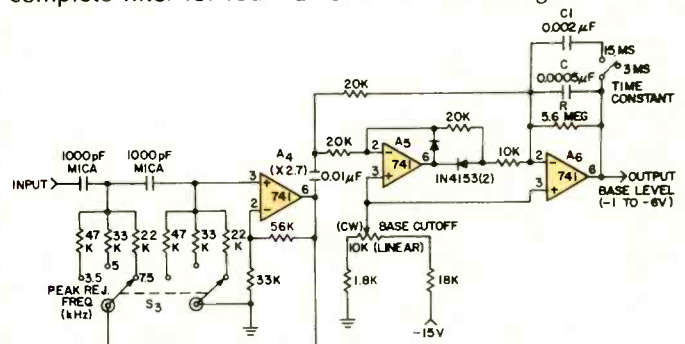 C1
0.002µF
15 MS
C
3 MS
0.0005µF
TIME
CONSTANT
R
5.6 MEG
20K
20K
20K
10K
1000pF
MICA
1000pF
MICA
A4
(X2.7)
0.01µF
A5
2
741
6
3
IN4153(2)
A6
2
741
6
3
OUTPUT
BASE LEVEL
(-1 TO -6V)
INPUT
3
741
2
6
47
K
33
K
22
K
47
K
33
K
22
K
56K
33K
(CW)
BASE CUTOFF
10K (LINEAR)
1.8K
18K
-15V
3.5
5
7.5
PEAK REJ.
FREQ
(kHz)
S3